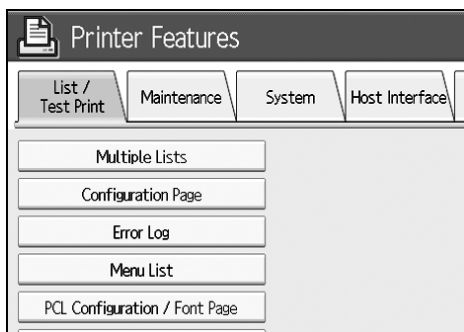 Printer Features
List /
Test Print
Maintenance
System
Host Interface
Multiple Lists
Configuration Page
Error Log
Menu List
PCL Configuration / Font Page